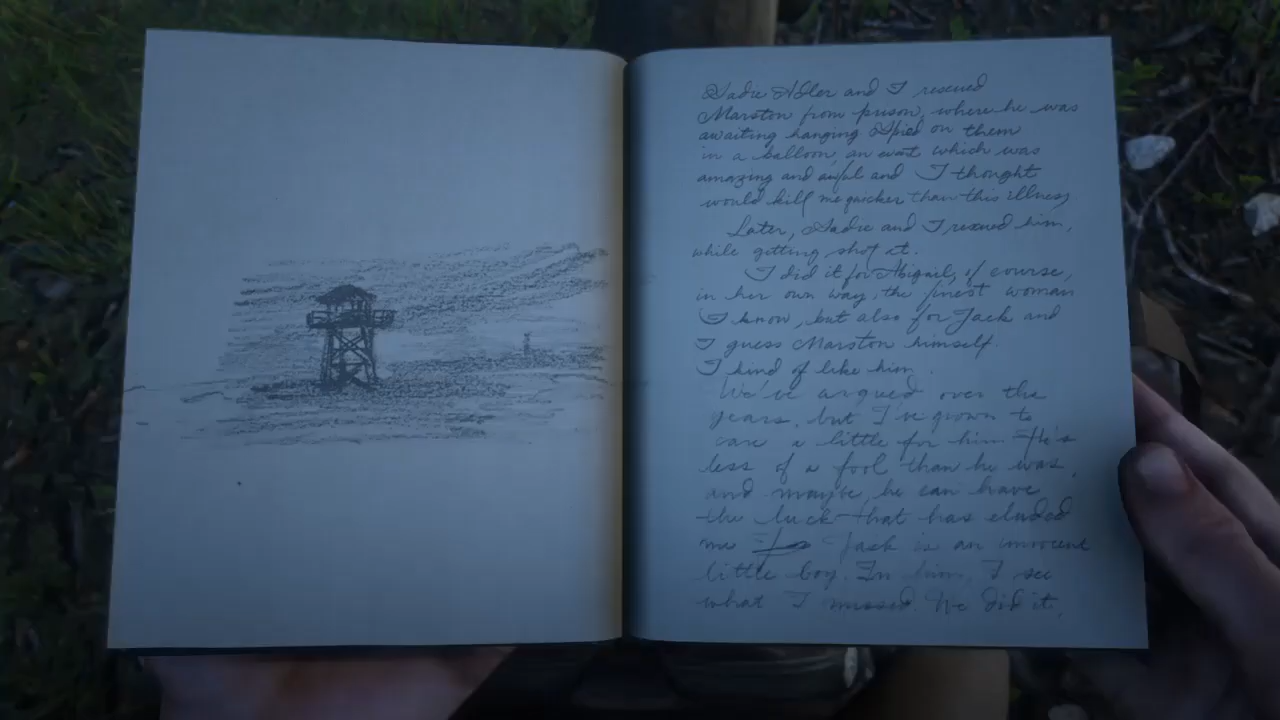 Sadie Adler and I rescued
Marston from prison, where he was
awaiting hanging. Spied on them
in a balloon, an event which was
amazing and awful and I thought
would kill me quicker than this illness
Later, Sadie and I rescued him,
while getting shot at.
I did it for Abigail, of course,
in her own way, the finest woman
I know, but also for Jack and
I guess Marston himself.
I kind of like him.
We've argued over the
years, but I've grown to
care a little for him. He's
less of a fool than he was,
and maybe, he can have
the luck that has eluded
me Jack is an innocent
little boy. In him, I see
what I missed. We did it,